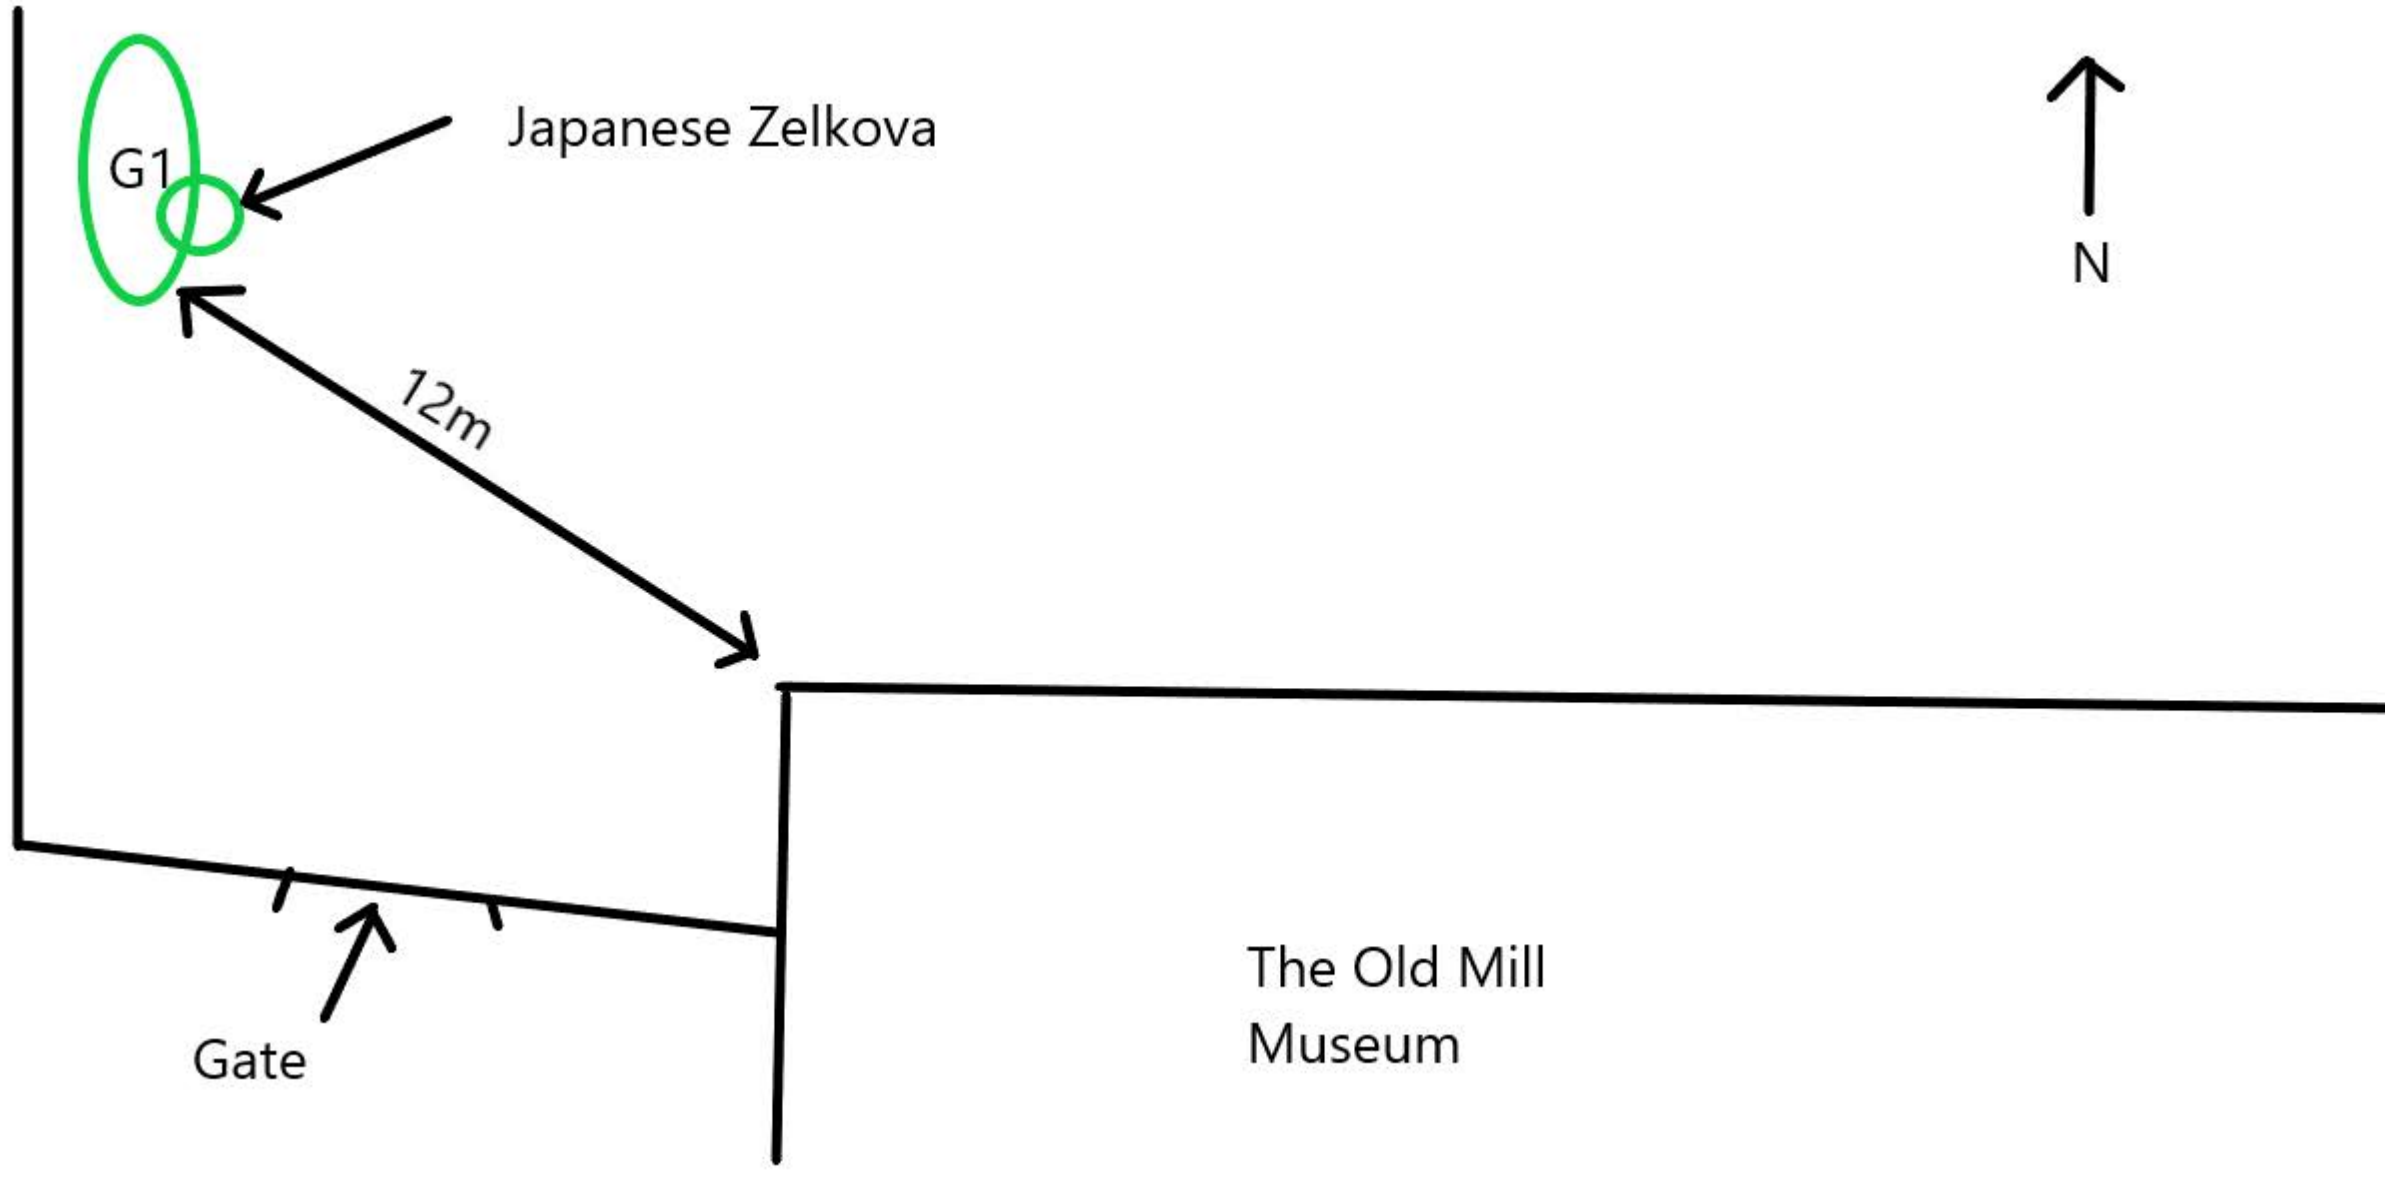 Japanese Zelkova
G1
N
12m
The Old Mill
Museum
Gate